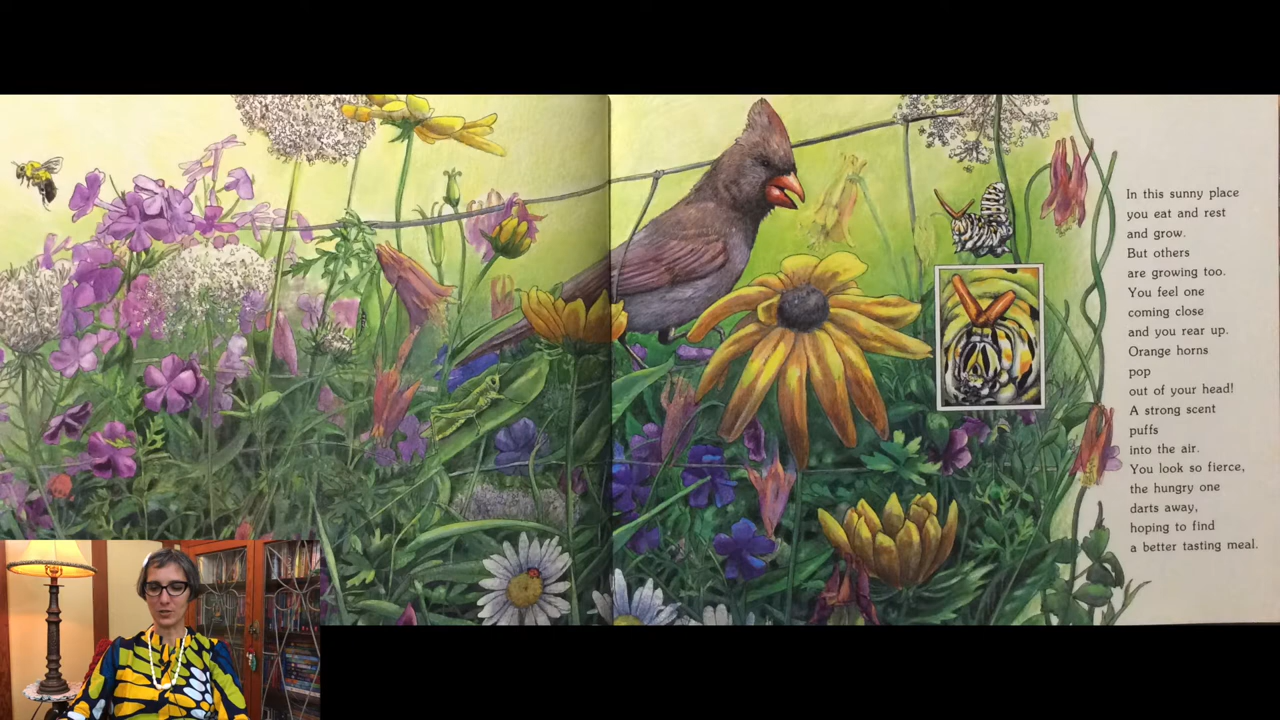 In this sunny place
you eat and rest
and grow.
But others
are growing too.
You feel one
coming close
and you rear up.
Orange horns
pop
out of your head!
A strong scent
puffs
into the air.
You look so fierce,
the hungry one
darts away,
hoping to find
a better tasting meal.